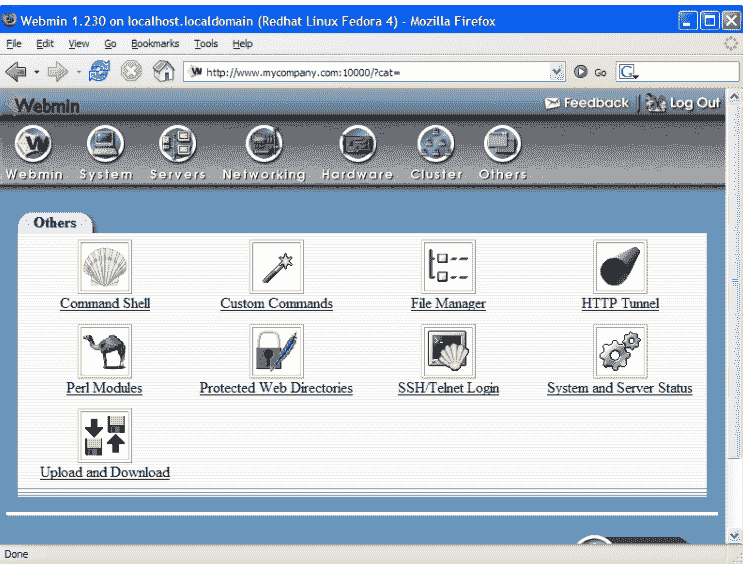 Webmin 1.230 on localhost.localdomain (Redhat Linux Fedora 4) - Mozilla Firefox
File Edit View Go Bookmarks Tools Help
W http://www.mycompany.com:10000/?cat= Go G
Webmin Feedback Log Out
W
Webmin System Servers Networking Hardware Cluster Others
Others
Command Shell Custom Commands File Manager HTTP Tunnel
Perl Modules Protected Web Directories SSH/Telnet Login System and Server Status
Upload and Download
Done